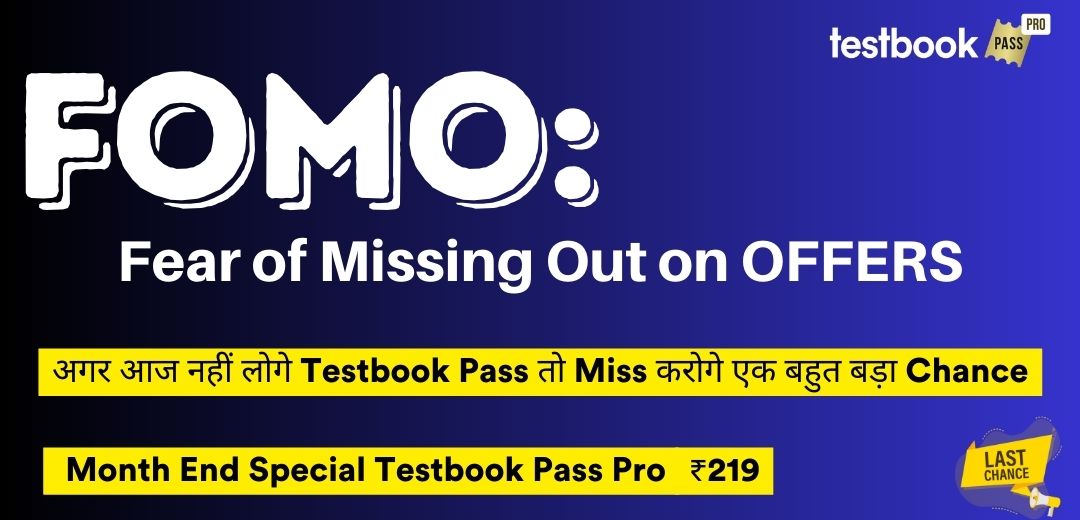 testbook PASS PRO
FOMO:
Fear of Missing Out on OFFERS
अगर आज नहीं लोगे Testbook Pass तो Miss करोगे एक बहुत बड़ा Chance
Month End Special Testbook Pass Pro ₹219
LAST
CHANCE